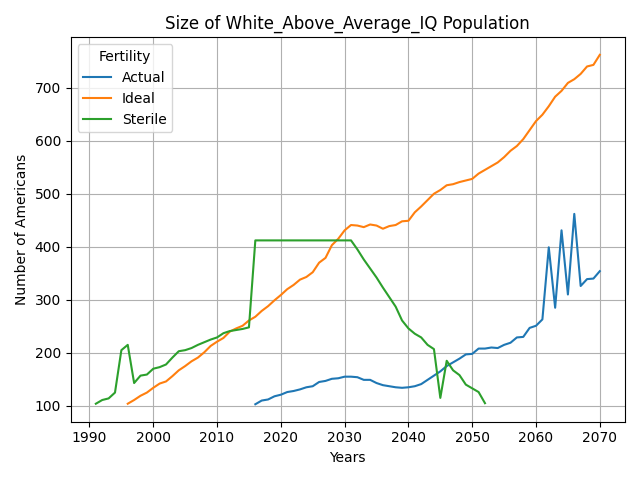 Size of White_Above_Average_IQ Population
Fertility
Actual
Ideal
Sterile
Number of Americans
700
600
500
400
300
200
100
1990 2000 2010 2020 2030 2040 2050 2060 2070
Years